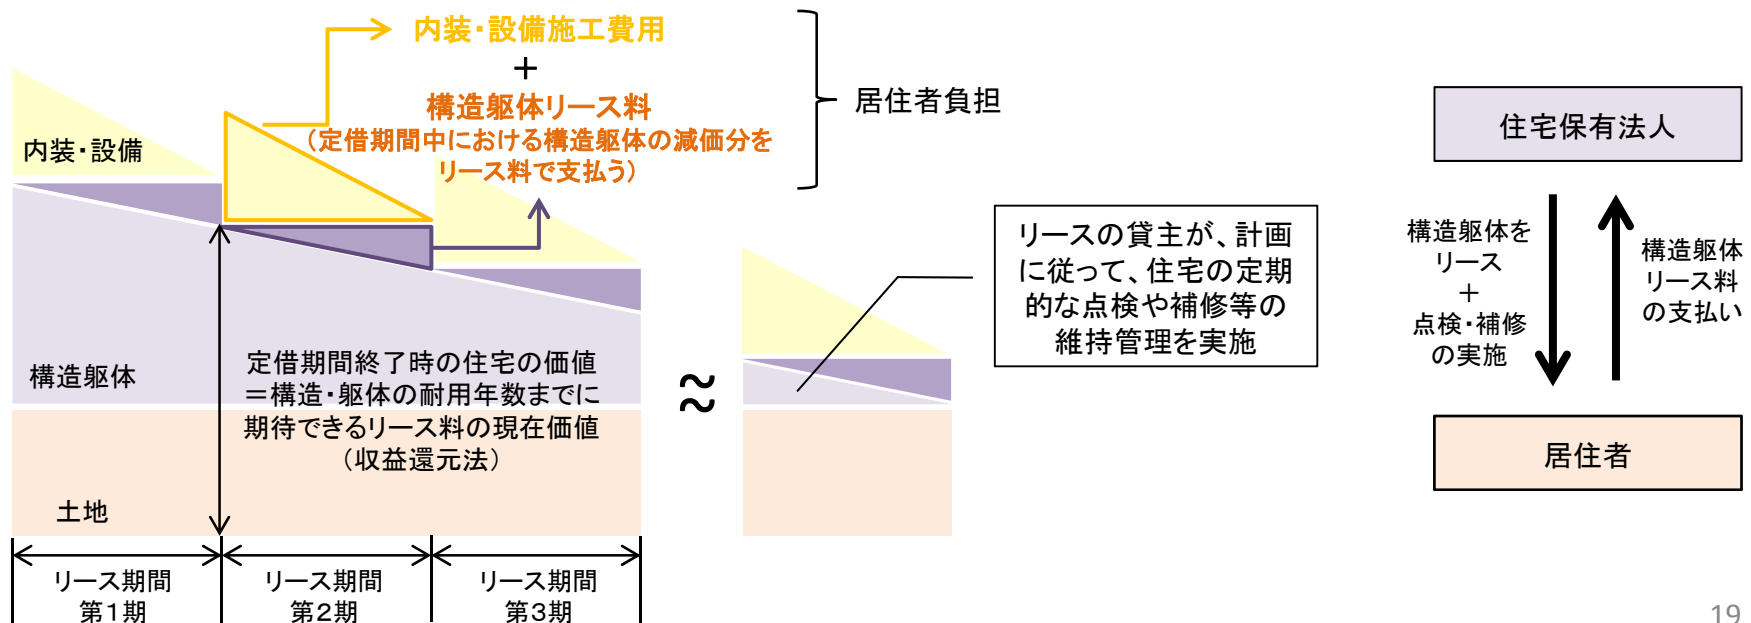 内装・設備施工費用
＋
構造躯体リース料
（定借期間中における構造躯体の減価分を
リース料で支払う）
居住者負担
内装・設備
構造躯体
定借期間終了時の住宅の価値
＝構造・躯体の耐用年数までに
期待できるリース料の現在価値
（収益還元法）
土地
リース期間
第1期
リース期間
第2期
リース期間
第3期
≈
リースの貸主が、計画
に従って、住宅の定期
的な点検や補修等の
維持管理を実施
住宅保有法人
構造躯体を
リース
＋
点検・補修
の実施
構造躯体
リース料
の支払い
居住者
19